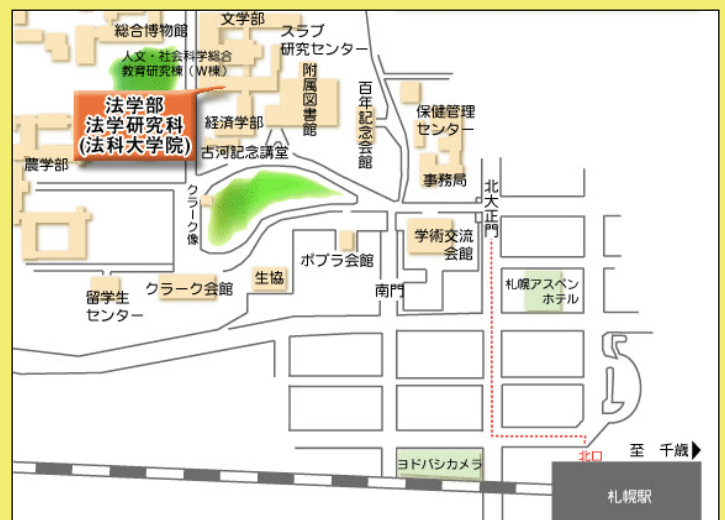 文学部
総合博物館
スラブ
研究センター
人文・社会科学総合
教育研究棟(W棟)
附属図書館
百年記念会館
法学部
法学研究科
(法科大学院)
経済学部
保健管理
センター
古河記念講堂
農学部
事務局
クラーク像
北大正門
学術交流
会館
ポプラ会館
生協
クラーク会館
留学生
センター
南門
札幌アスペン
ホテル
ヨドバシカメラ
北口
至 千歳
札幌駅